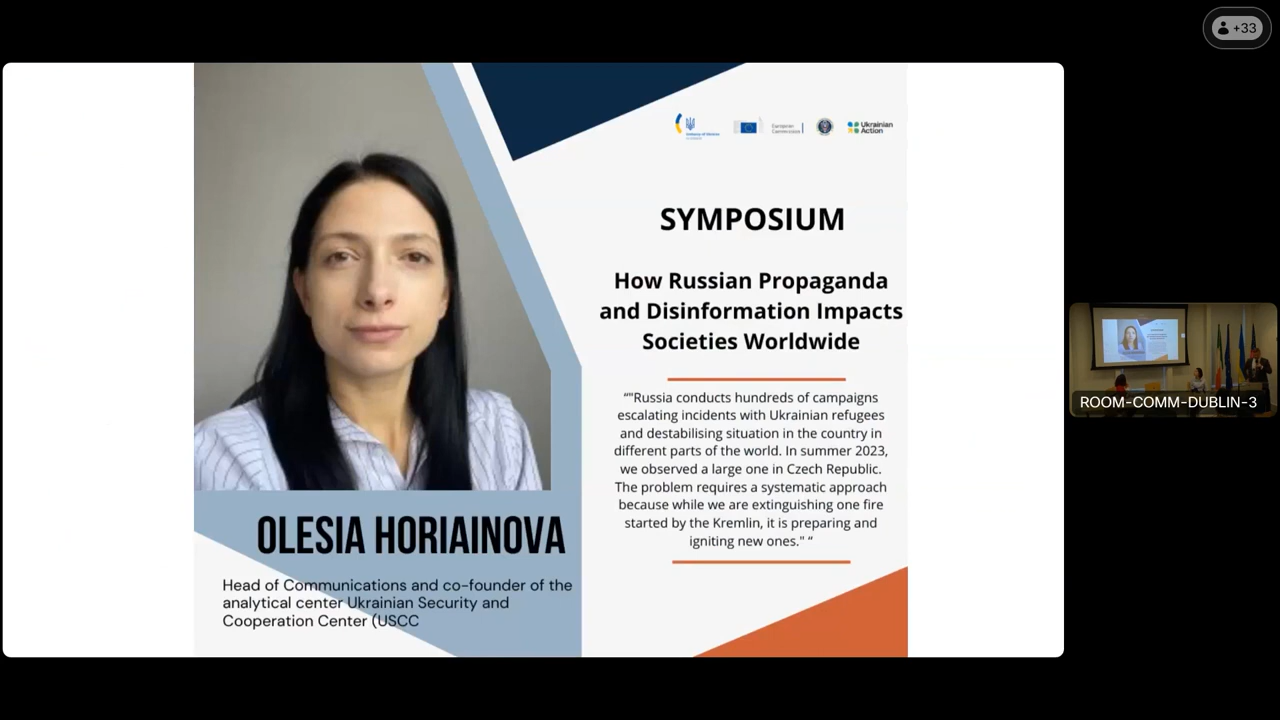 +33
Ukrainian
Action
SYMPOSIUM
How Russian Propaganda
and Disinformation Impacts
Societies Worldwide
“"Russia conducts hundreds of campaigns
escalating incidents with Ukrainian refugees
and destabilising situation in the country in
different parts of the world. In summer 2023,
we observed a large one in Czech Republic.
The problem requires a systematic approach
because while we are extinguishing one fire
started by the Kremlin, it is preparing and
igniting new ones." “
OLESIA HORIAINOVA
Head of Communications and co-founder of the
analytical center Ukrainian Security and
Cooperation Center (USCC
ROOM-COMM-DUBLIN-3